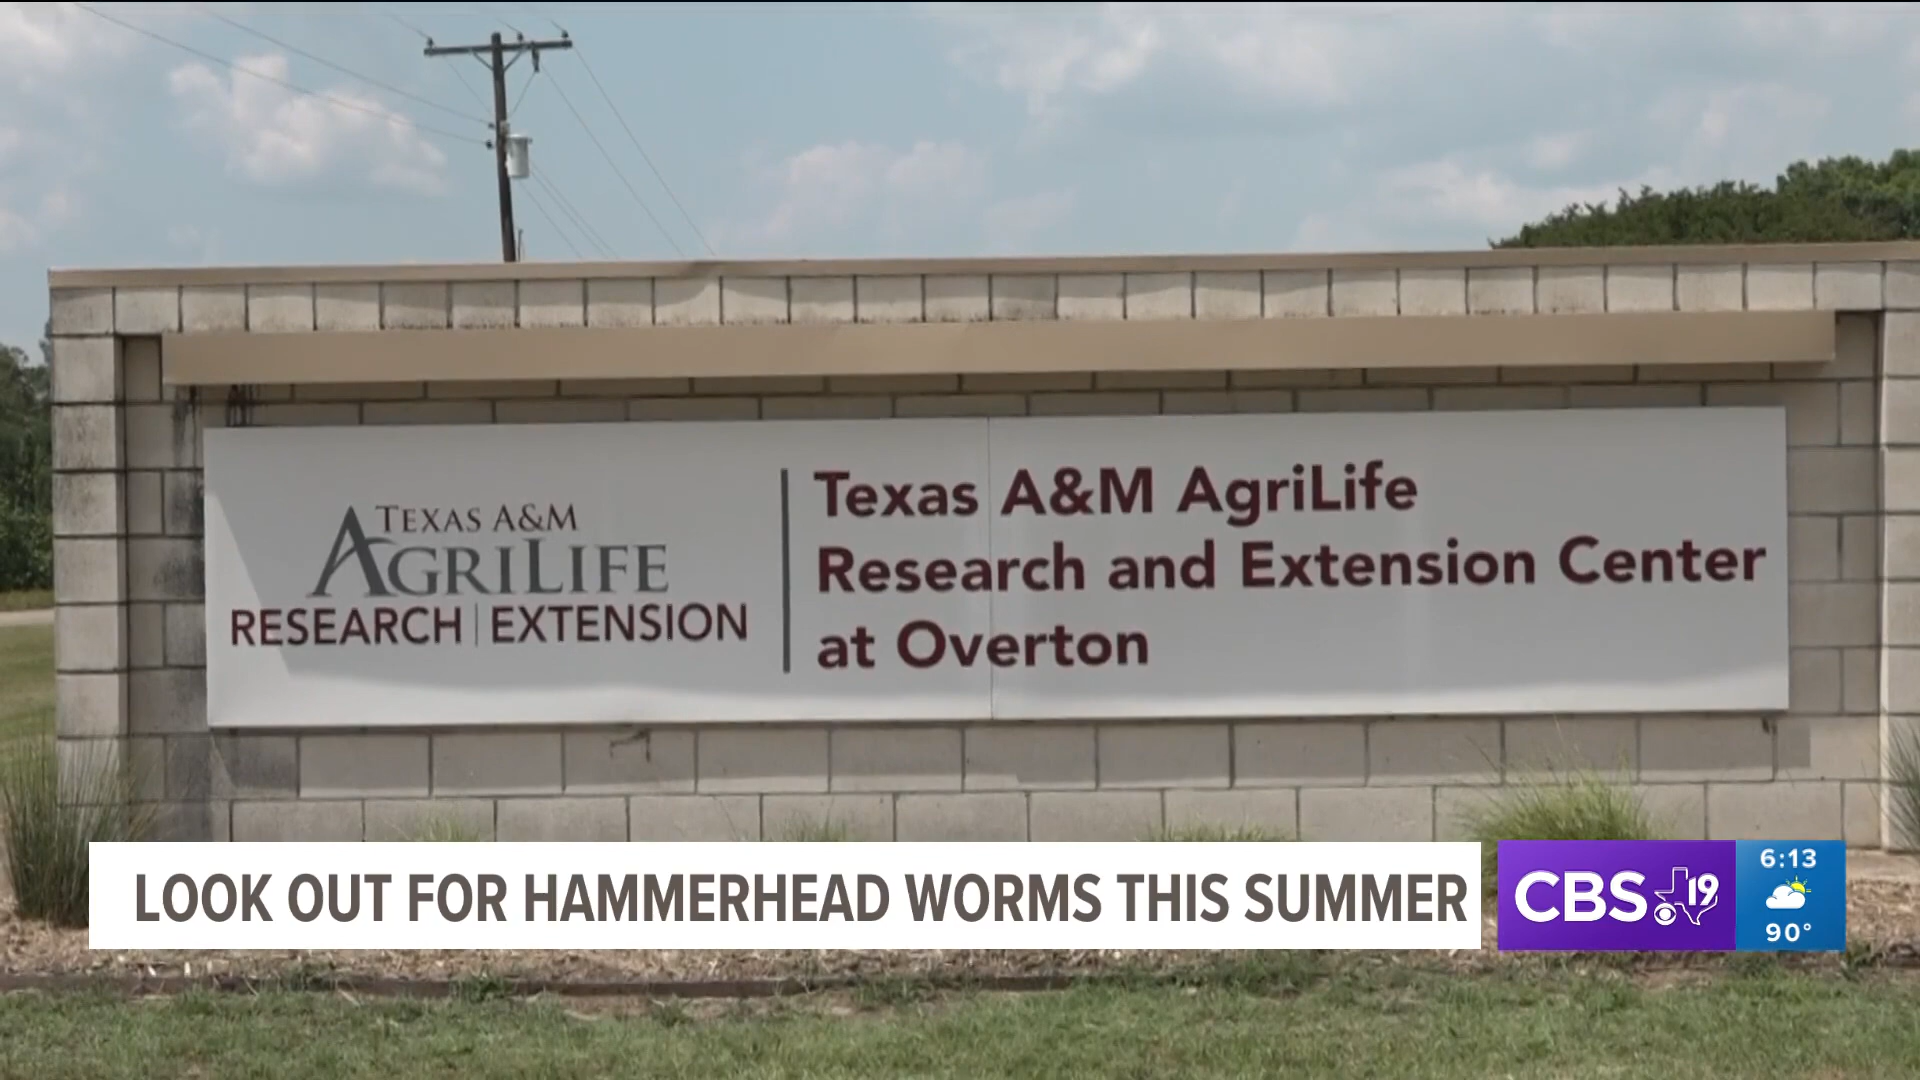 TEXAS A&M
AGRILIFE
RESEARCH | EXTENSION
Texas A&M AgriLife
Research and Extension Center
at Overton
LOOK OUT FOR HAMMERHEAD WORMS THIS SUMMER
CBS 19
6:13
90°